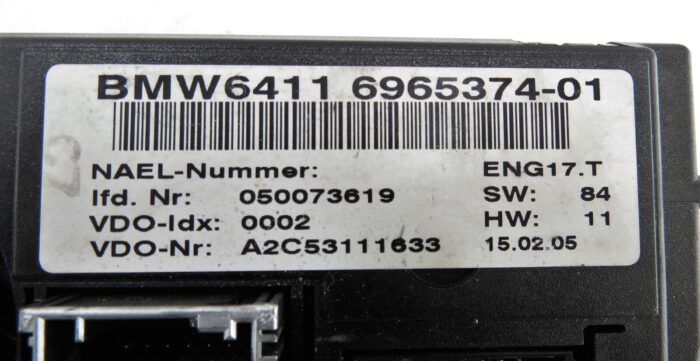 BMW6411 6965374-01
NAEL-Nummer: ENG17.T
lfd. Nr: 050073619 SW: 84
VDO-Idx: 0002 HW: 11
VDO-Nr: A2C53111633 15.02.05